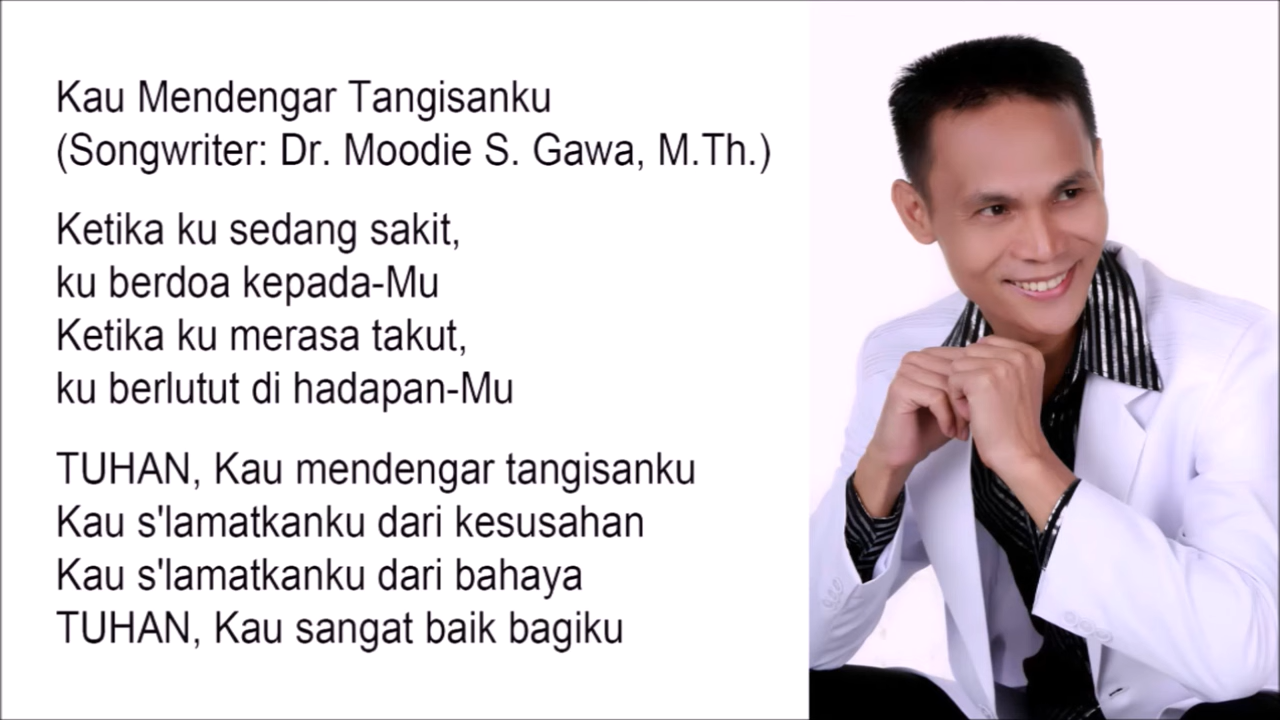 Kau Mendengar Tangisanku
(Songwriter: Dr. Moodie S. Gawa, M.Th.)
Ketika ku sedang sakit,
ku berdoa kepada-Mu
Ketika ku merasa takut,
ku berlutut di hadapan-Mu
TUHAN, Kau mendengar tangisanku
Kau s'lamatkanku dari kesusahan
Kau s'lamatkanku dari bahaya
TUHAN, Kau sangat baik bagiku